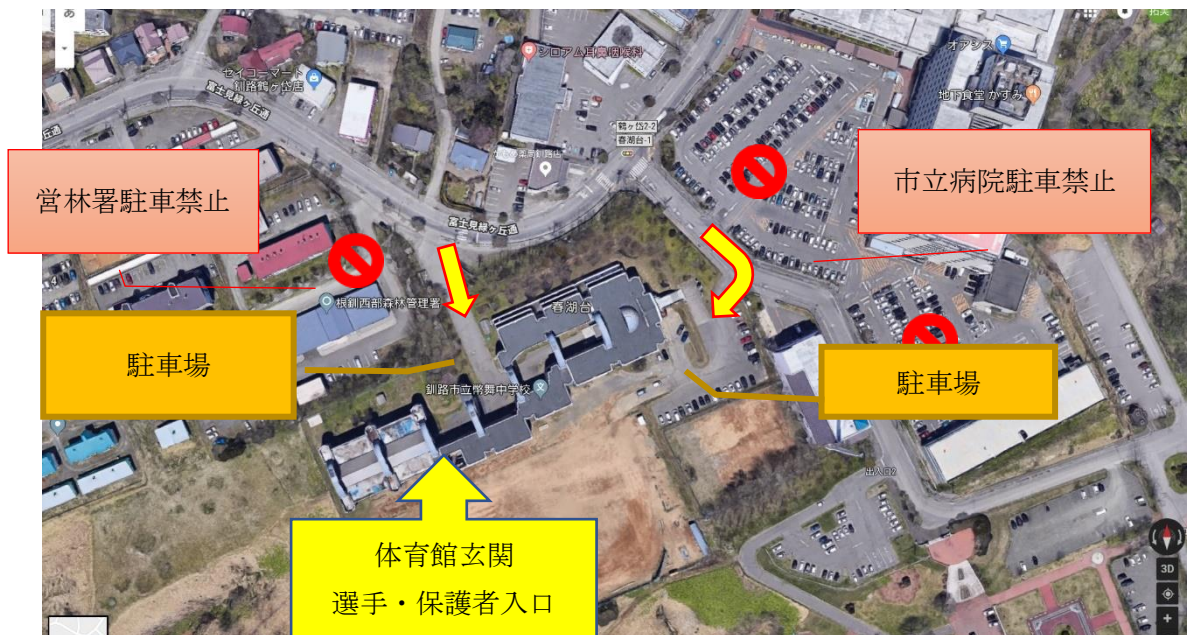 あ
拓美
オアシス
シロアム耳鼻咽喉科
セイコーマート
釧路鶴ケ岱店
地下食堂 かすみ
富士見緑ケ丘通
鶴ケ岱2-2
春湖台-1
丘通
営林署駐車禁止
市立病院駐車禁止
富士見緑ケ丘通
根釧西部森林管理署
春湖台
駐車場
駐車場
釧路市立幣舞中学校
出入口2
体育館玄関
選手・保護者入口
3D